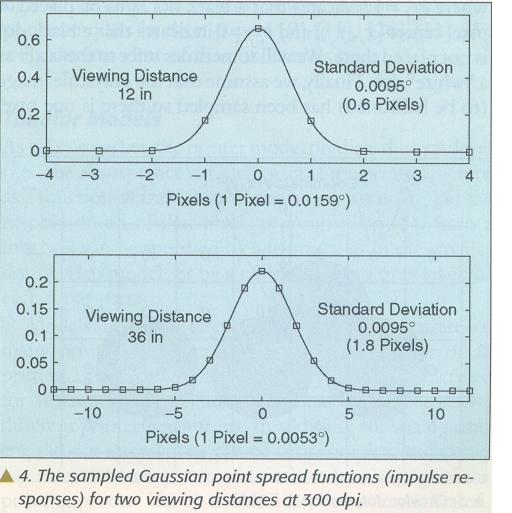 0.6
0.4
0.2
0
Viewing Distance
12 in
Standard Deviation
0.0095°
(0.6 Pixels)
-4 -3 -2 -1 0 1 2 3 4
Pixels (1 Pixel = 0.0159°)
0.2
0.15
0.1
0.05
0
Viewing Distance
36 in
Standard Deviation
0.0095°
(1.8 Pixels)
-10 -5 0 5 10
Pixels (1 Pixel = 0.0053°)
4. The sampled Gaussian point spread functions (impulse re-
sponses) for two viewing distances at 300 dpi.